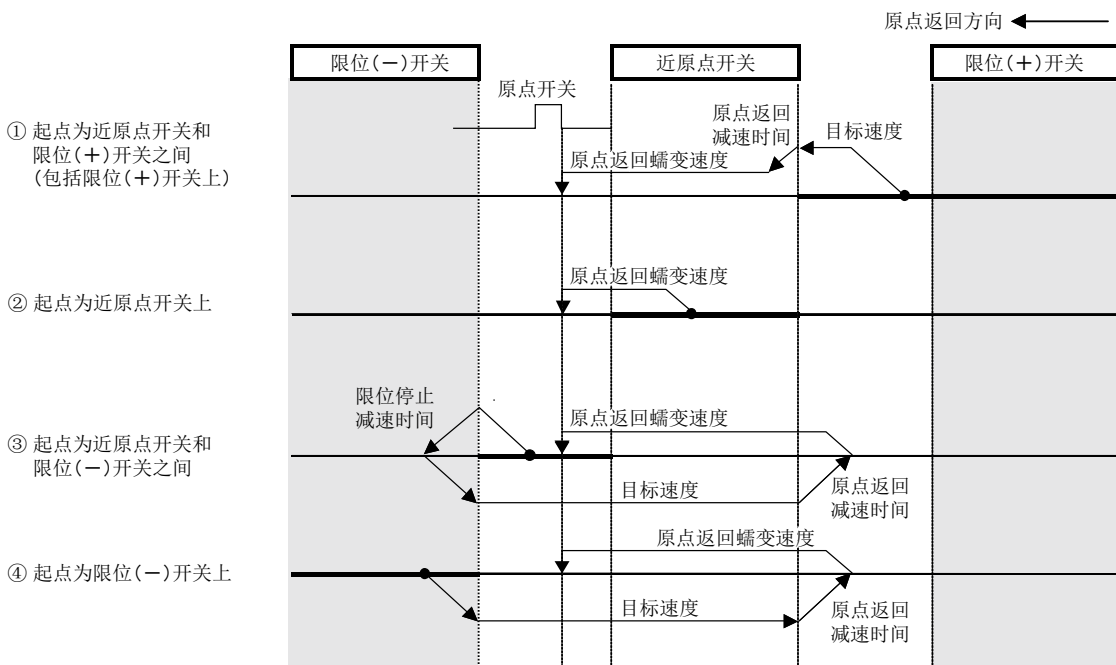 原点返回方向
限位(－)开关
近原点开关
限位(＋)开关
原点开关
① 起点为近原点开关和
限位(＋)开关之间
(包括限位(＋)开关上)
原点返回
减速时间
目标速度
原点返回蠕变速度
② 起点为近原点开关上
原点返回蠕变速度
③ 起点为近原点开关和
限位(－)开关之间
限位停止
减速时间
原点返回蠕变速度
目标速度
原点返回
减速时间
④ 起点为限位(－)开关上
原点返回蠕变速度
目标速度
原点返回
减速时间